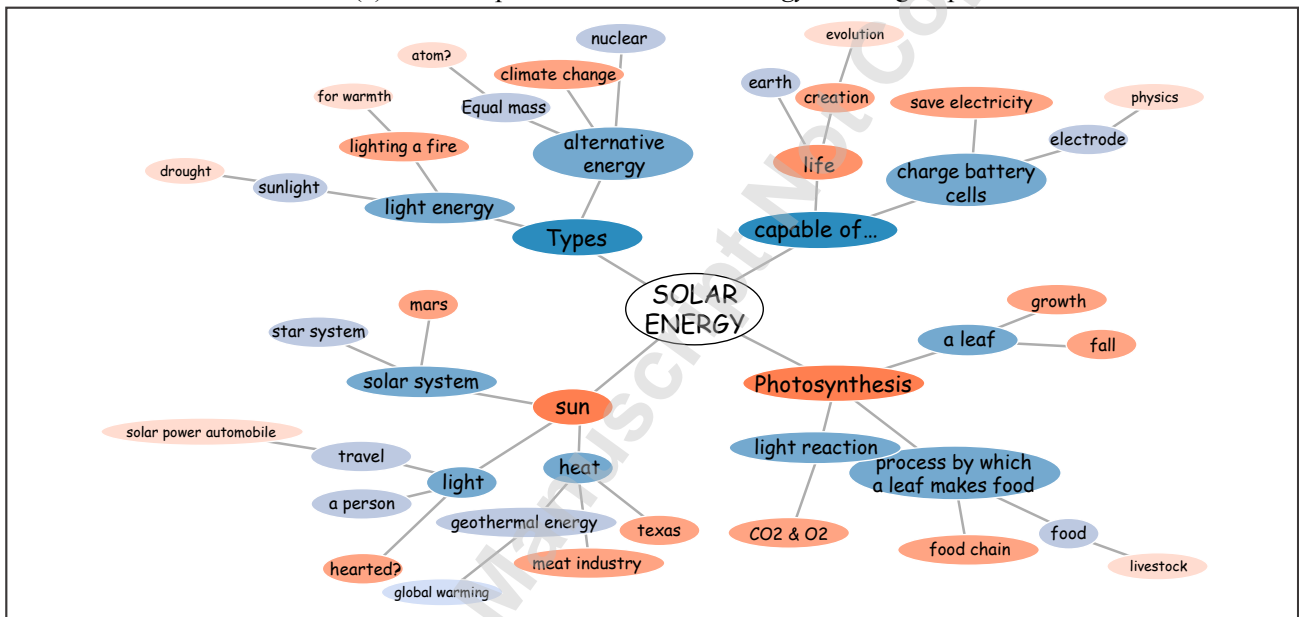 nuclear
evolution
atom?
climate change
earth
creation
save electricity
physics
for warmth
Equal mass
electrode
lighting a fire
alternative
energy
life
charge battery
cells
drought
sunlight
light energy
Types
capable of...
SOLAR
ENERGY
mars
growth
star system
a leaf
fall
solar system
Photosynthesis
sun
solar power automobile
travel
light reaction
light
heat
process by which
a leaf makes food
a person
geothermal energy
texas
CO2 & O2
food
hearted?
meat industry
food chain
global warming
livestock
Manuscript Not